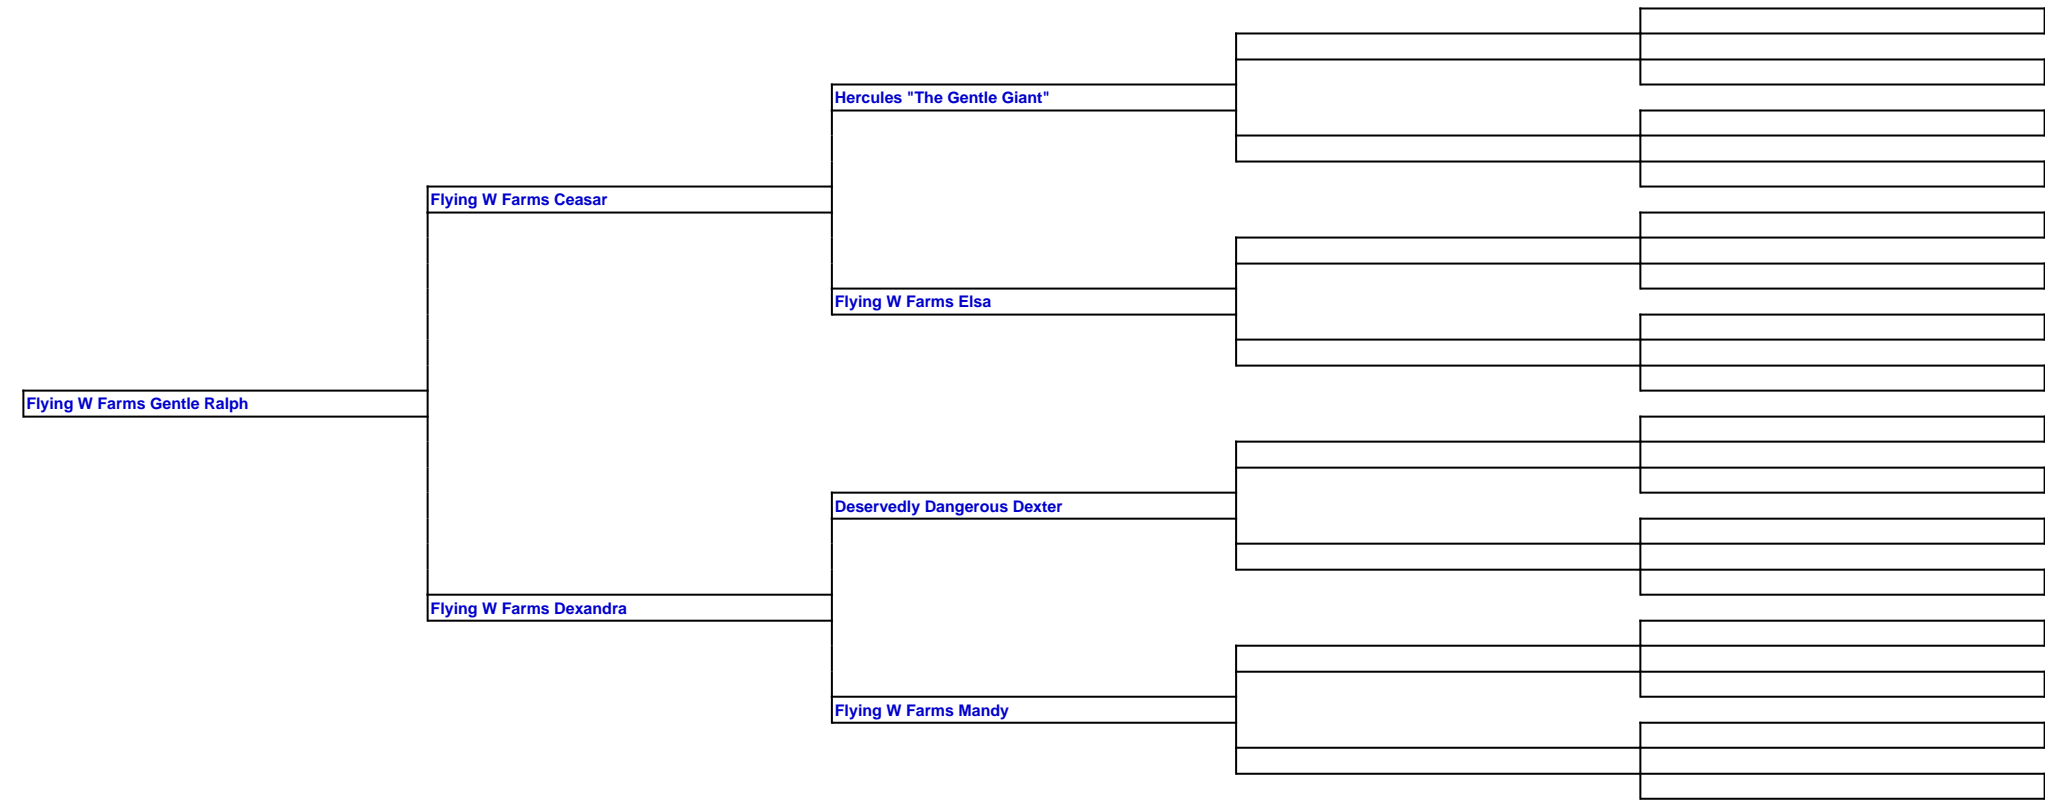 Hercules "The Gentle Giant"
Flying W Farms Ceasar
Flying W Farms Elsa
Flying W Farms Gentle Ralph
Deservedly Dangerous Dexter
Flying W Farms Dexandra
Flying W Farms Mandy